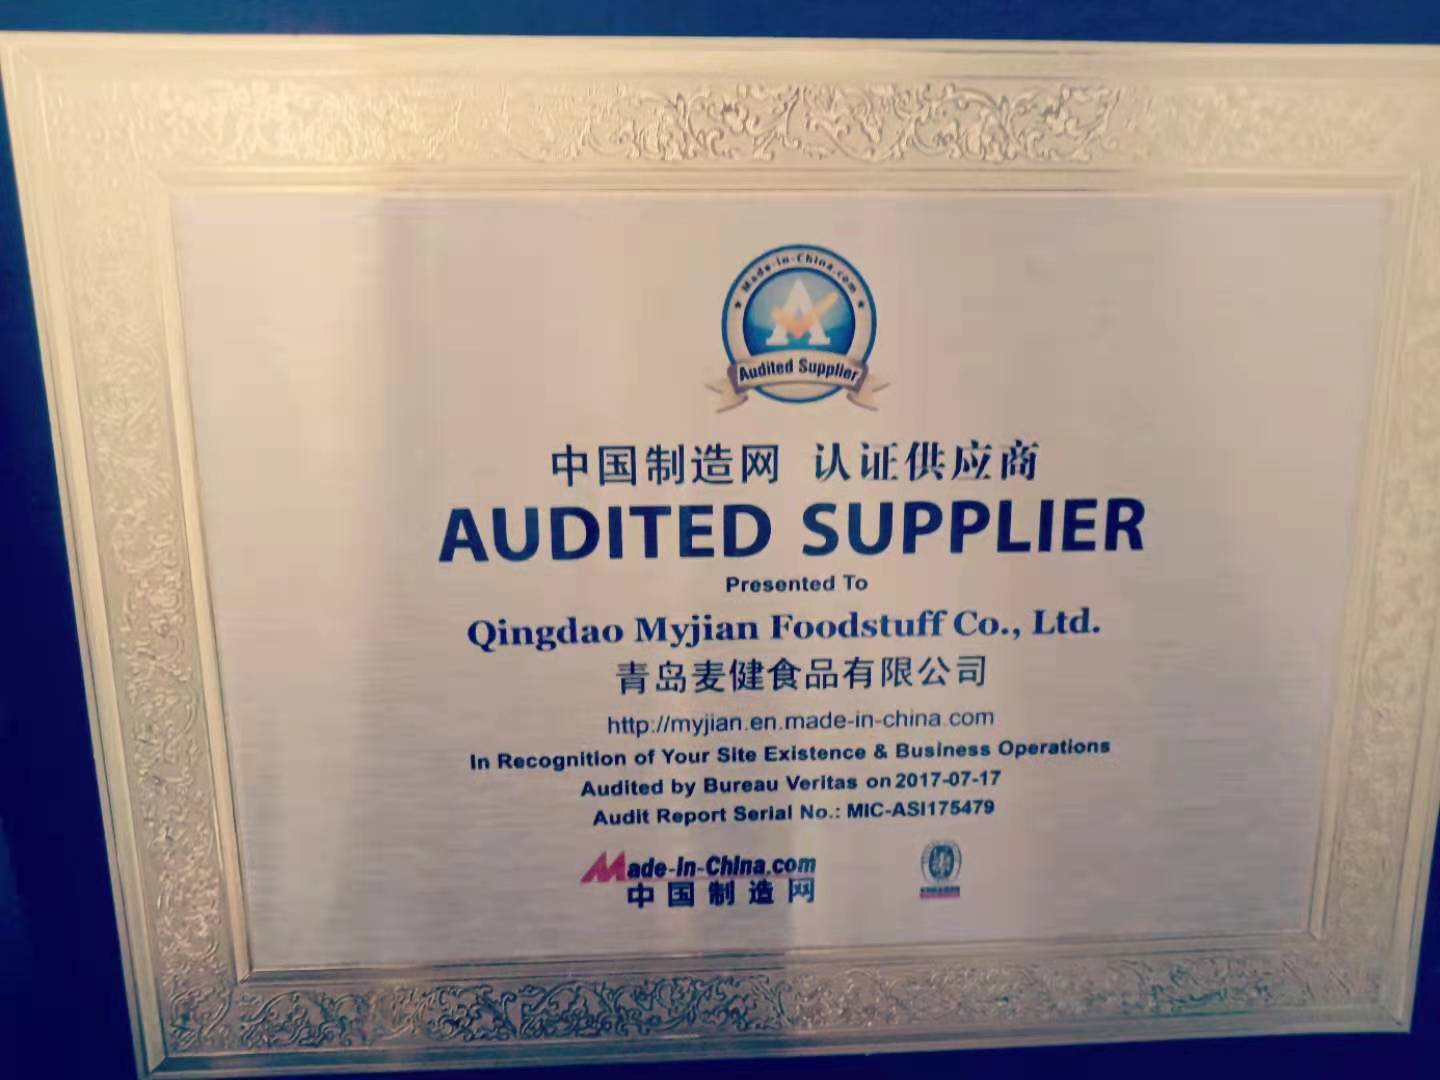 Made-in-China.com
Audited Supplier
中国制造网 认证供应商
AUDITED SUPPLIER
Presented To
Qingdao Myjian Foodstuff Co., Ltd.
青岛麦健食品有限公司
http://myjian.en.made-in-china.com
In Recognition of Your Site Existence & Business Operations
Audited by Bureau Veritas on 2017-07-17
Audit Report Serial No.: MIC-ASI175479
Made-in-China.com
中国制造网